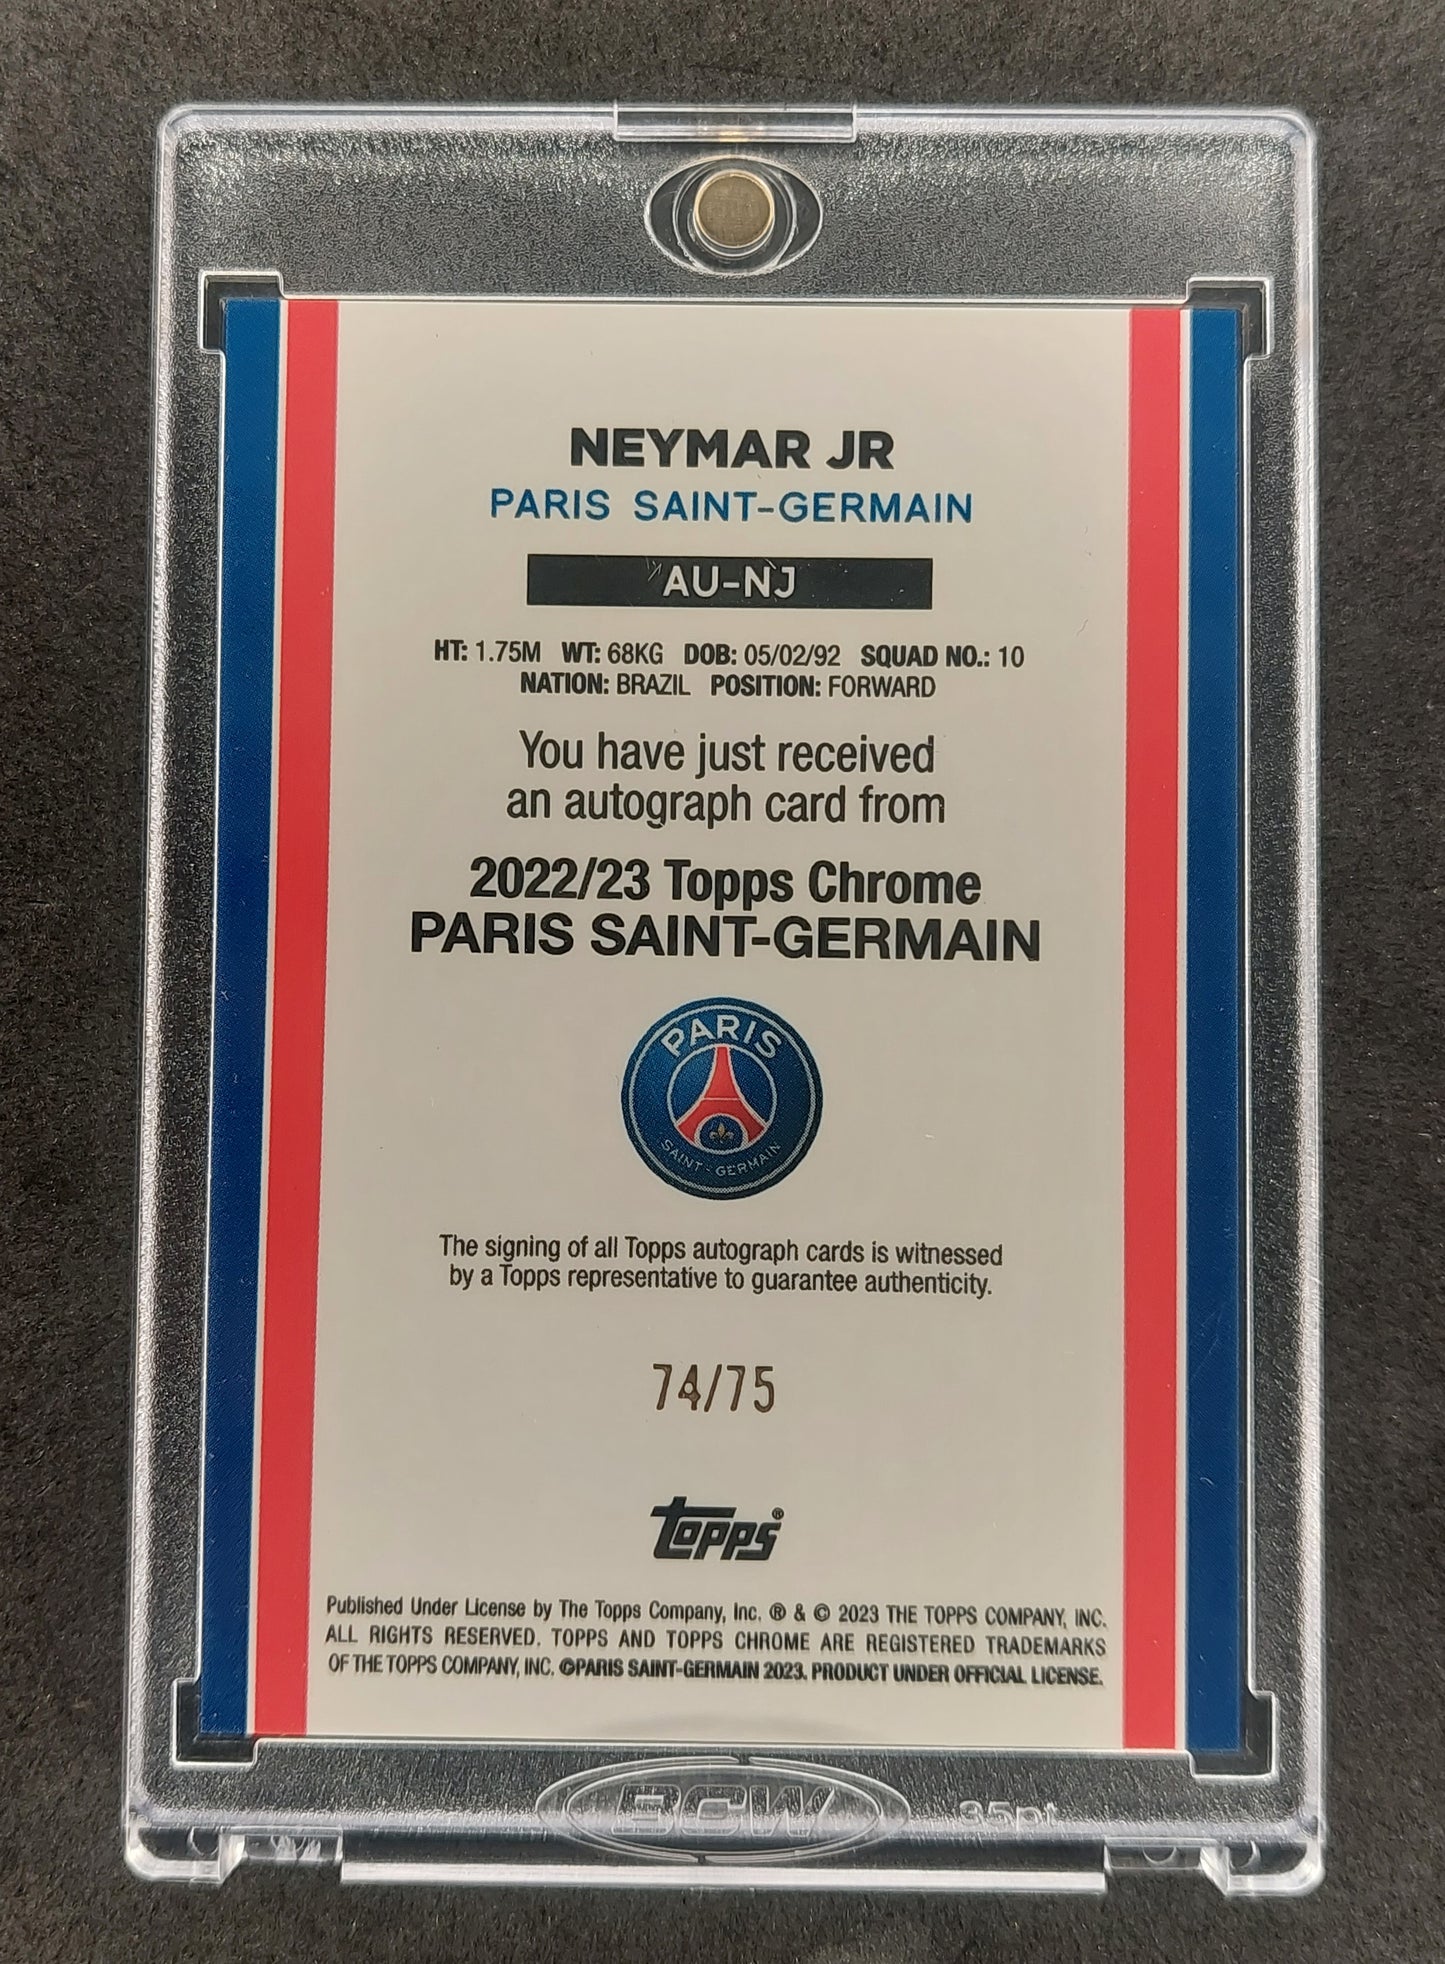 NEYMAR JR
PARIS SAINT-GERMAIN
AU-NJ
HT: 1.75M WT: 68KG DOB: 05/02/92 SQUAD NO.: 10
NATION: BRAZIL POSITION: FORWARD
You have just received
an autograph card from
2022/23 Topps Chrome
PARIS SAINT-GERMAIN
PARIS
SAINT-GERMAIN
The signing of all Topps autograph cards is witnessed
by a Topps representative to guarantee authenticity.
74/75
topps®
Published Under License by The Topps Company, Inc. ® & © 2023 THE TOPPS COMPANY, INC.
ALL RIGHTS RESERVED. TOPPS AND TOPPS CHROME ARE REGISTERED TRADEMARKS
OF THE TOPPS COMPANY, INC. ©PARIS SAINT-GERMAIN 2023. PRODUCT UNDER OFFICIAL LICENSE.
BCW 35pt